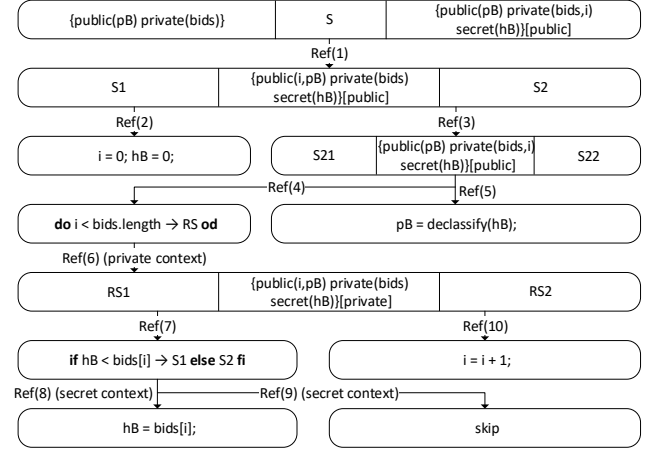 {public(pB) private(bids)}
S
{public(pB) private(bids,i)
secret(hB)}[public]
Ref(1)
S1
{public(i,pB) private(bids)
secret(hB)}[public]
S2
Ref(2)
Ref(3)
i = 0; hB = 0;
S21
{public(pB) private(bids,i)
secret(hB)}[public]
S22
Ref(4)
Ref(5)
do i < bids.length → RS od
pB = declassify(hB);
Ref(6) (private context)
RS1
{public(i,pB) private(bids)
secret(hB)}[private]
RS2
Ref(7)
Ref(10)
if hB < bids[i] → S1 else S2 fi
i = i + 1;
Ref(8) (secret context)
Ref(9) (secret context)
hB = bids[i];
skip